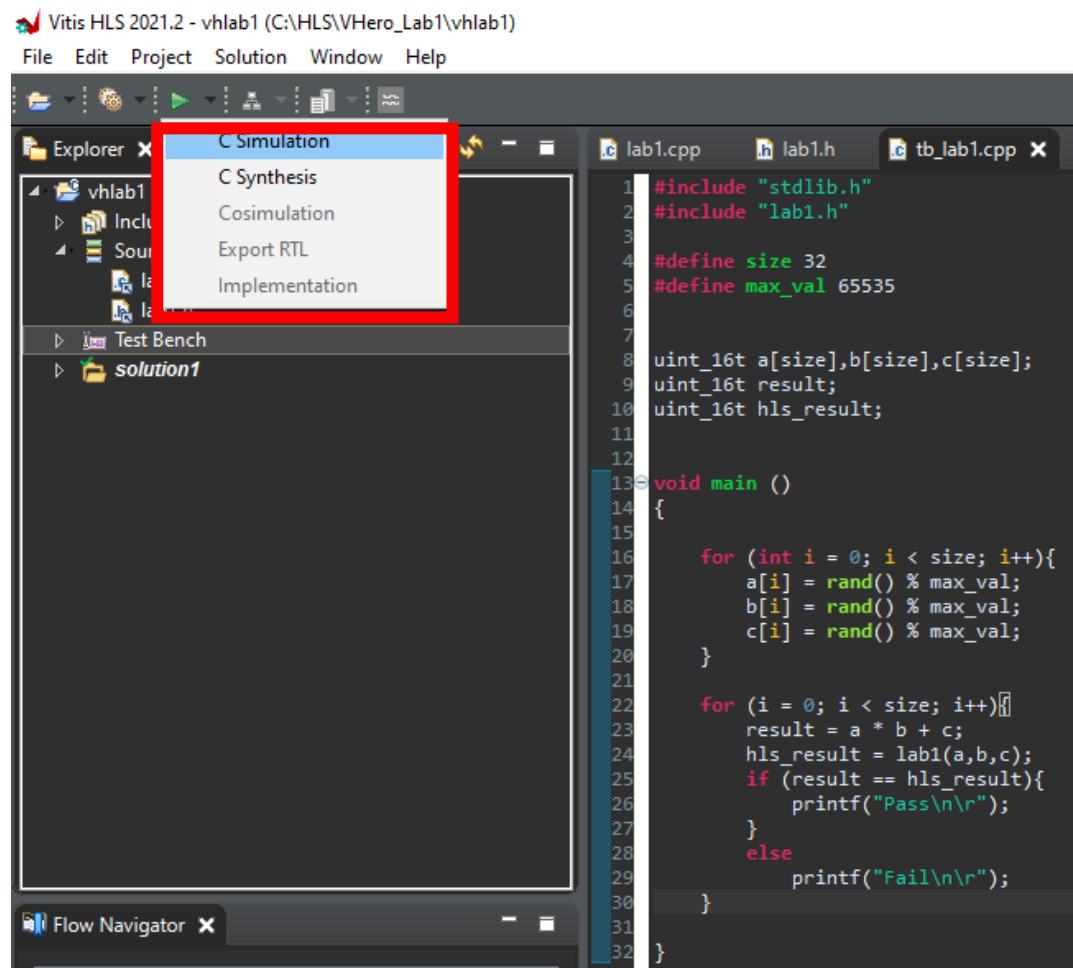 Vitis HLS 2021.2 - vhlab1 (C:\HLS\VHero_Lab1\vhlab1)
File Edit Project Solution Window Help
Explorer
C Simulation
C Synthesis
Cosimulation
Export RTL
Implementation
vhlab1
Inclu
Sour
la
la
Test Bench
solution1
Flow Navigator
lab1.cpp lab1.h tb_lab1.cpp
1 #include "stdlib.h"
2 #include "lab1.h"
3
4 #define size 32
5 #define max_val 65535
6
7
8 uint_16t a[size],b[size],c[size];
9 uint_16t result;
10 uint_16t hls_result;
11
12
13 void main ()
14 {
15
16 for (int i = 0; i < size; i++){
17 a[i] = rand() % max_val;
18 b[i] = rand() % max_val;
19 c[i] = rand() % max_val;
20 }
21
22 for (i = 0; i < size; i++){
23 result = a * b + c;
24 hls_result = lab1(a,b,c);
25 if (result == hls_result){
26 printf("Pass\n\r");
27 }
28 else
29 printf("Fail\n\r");
30 }
31
32 }